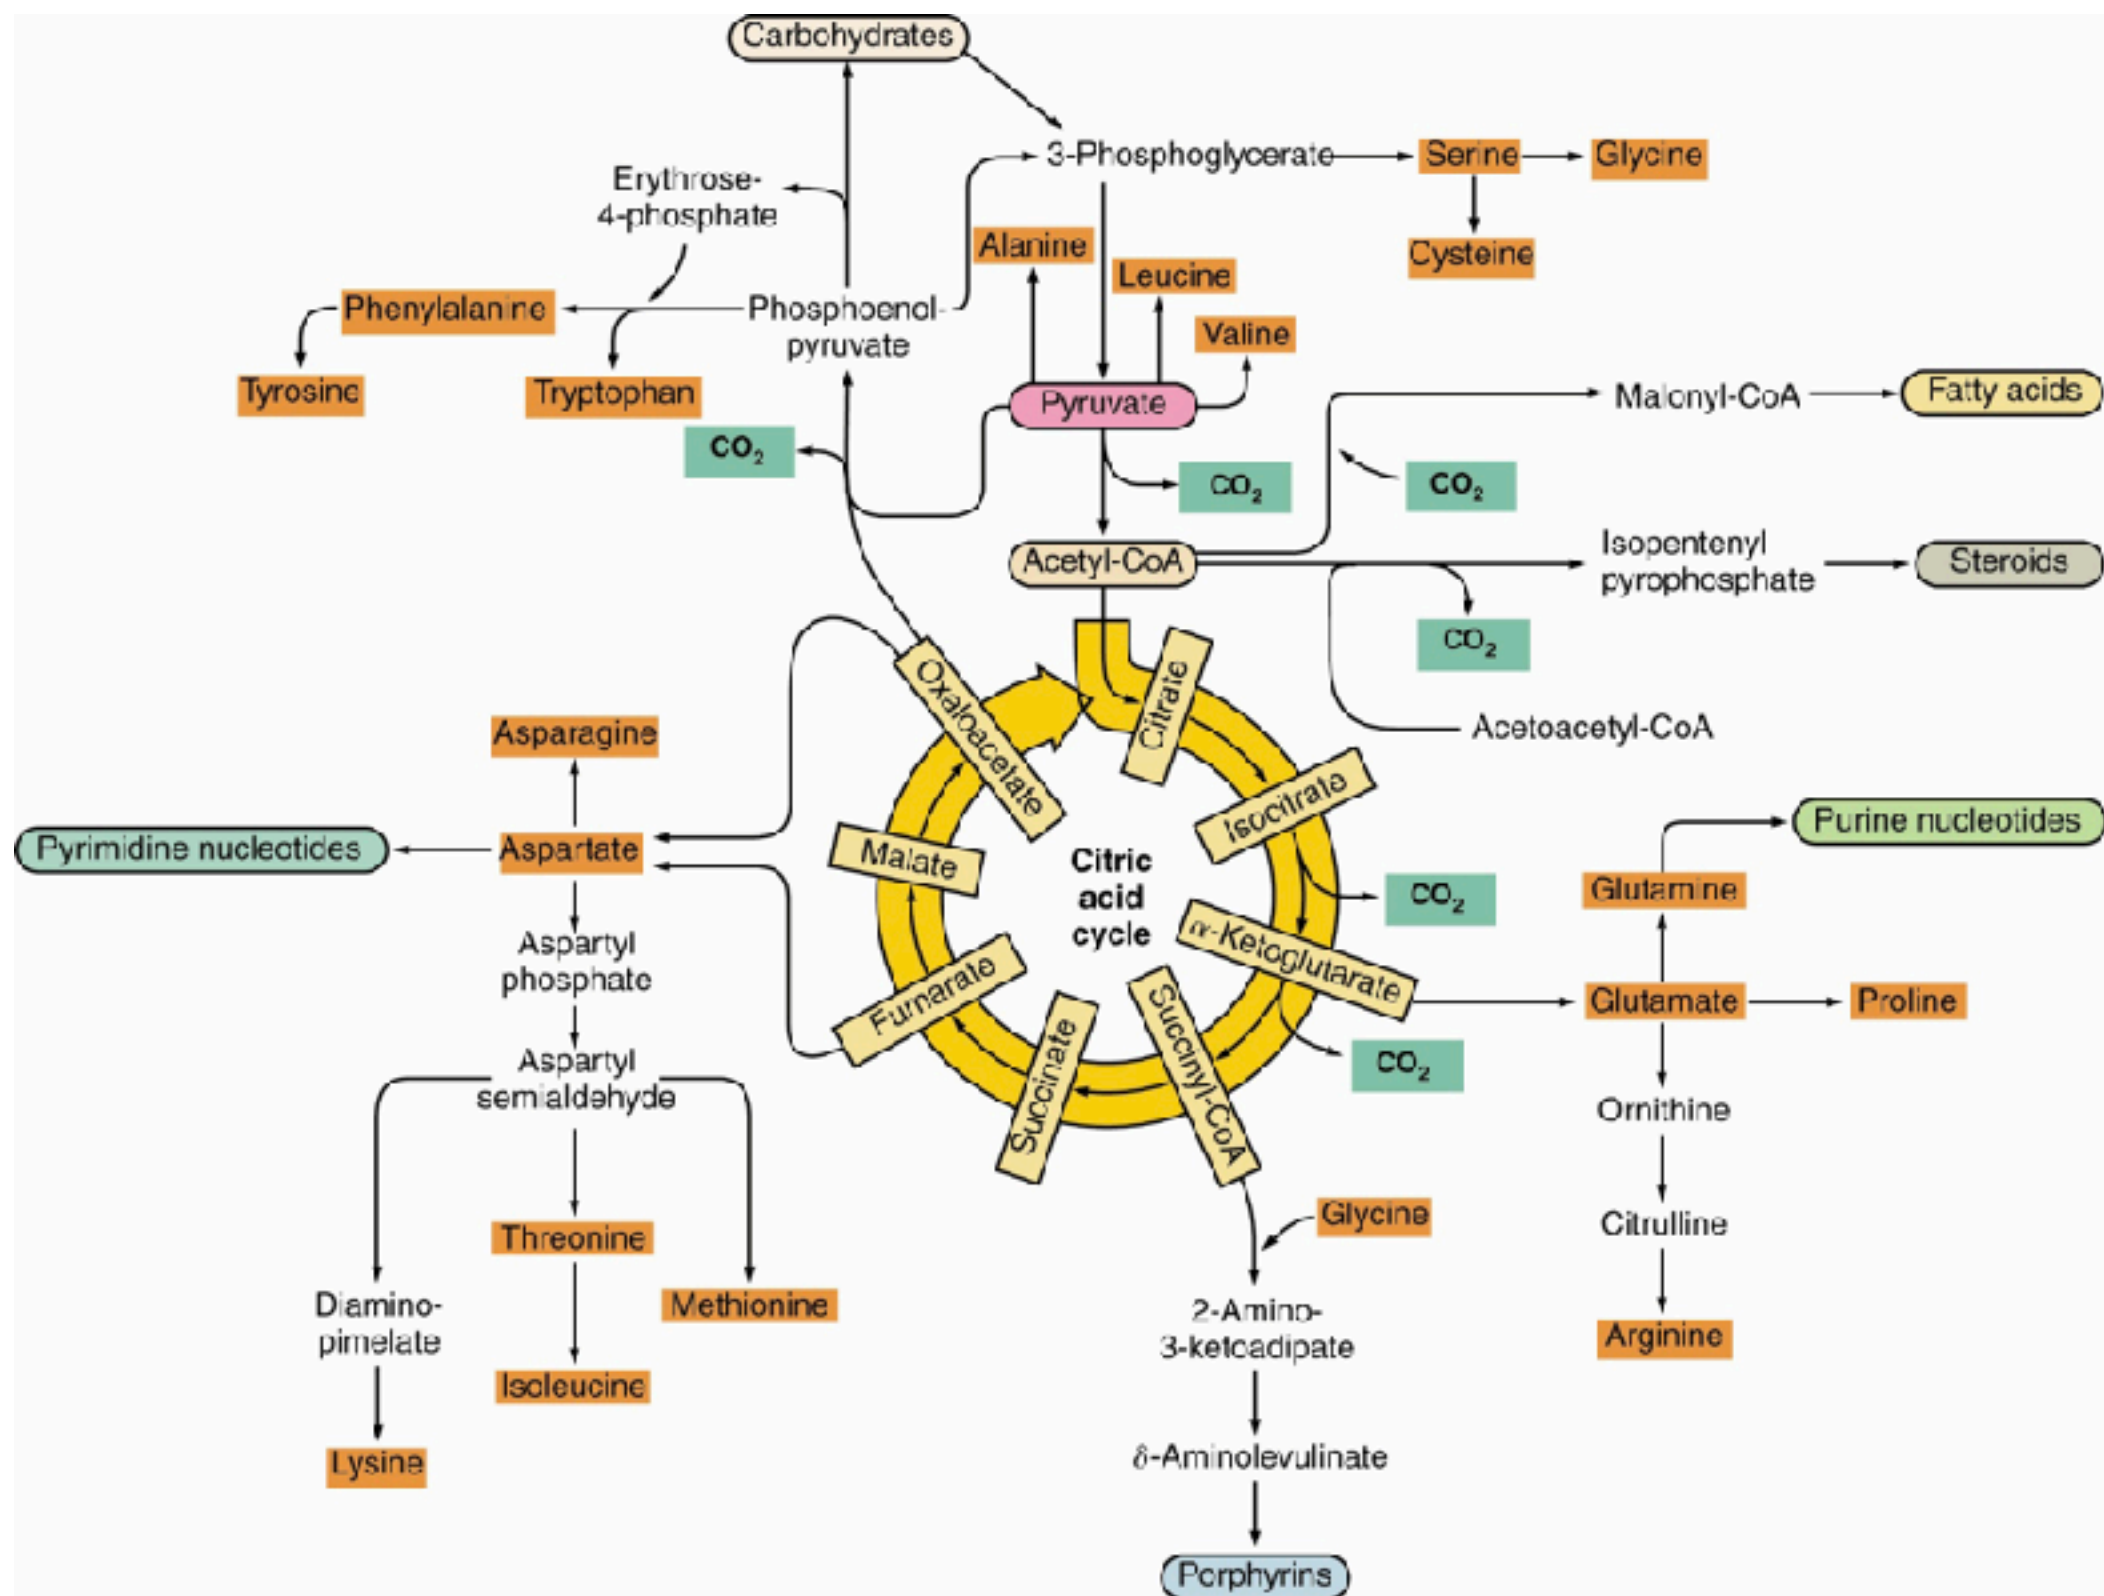 Carbohydrates
3-Phosphoglycerate
Serine
Glycine
Erythrose-
4-phosphate
Alanine
Leucine
Cysteine
Phenylalanine
Phosphoenol-
pyruvate
Valine
Tyrosine
Tryptophan
Pyruvate
Malonyl-CoA
Fatty acids
CO₂
CO₂
CO₂
Acetyl-CoA
Isopentenyl
pyrophosphate
Steroids
CO₂
Oxaloacetate
Citrate
Acetoacetyl-CoA
Asparagine
Isocitrate
Purine nucleotides
Pyrimidine nucleotides
Aspartate
Malate
Citric
acid
cycle
CO₂
Glutamine
Aspartyl
phosphate
Fumarate
α-Ketoglutarate
Glutamate
Proline
Aspartyl
semialdehyde
Succinate
Succinyl-CoA
CO₂
Ornithine
Threonine
Glycine
Citrulline
Diamino-
pimelate
Methionine
2-Amino-
3-ketoadipate
Arginine
Isoleucine
Lysine
δ-Aminolevulinate
Porphyrins